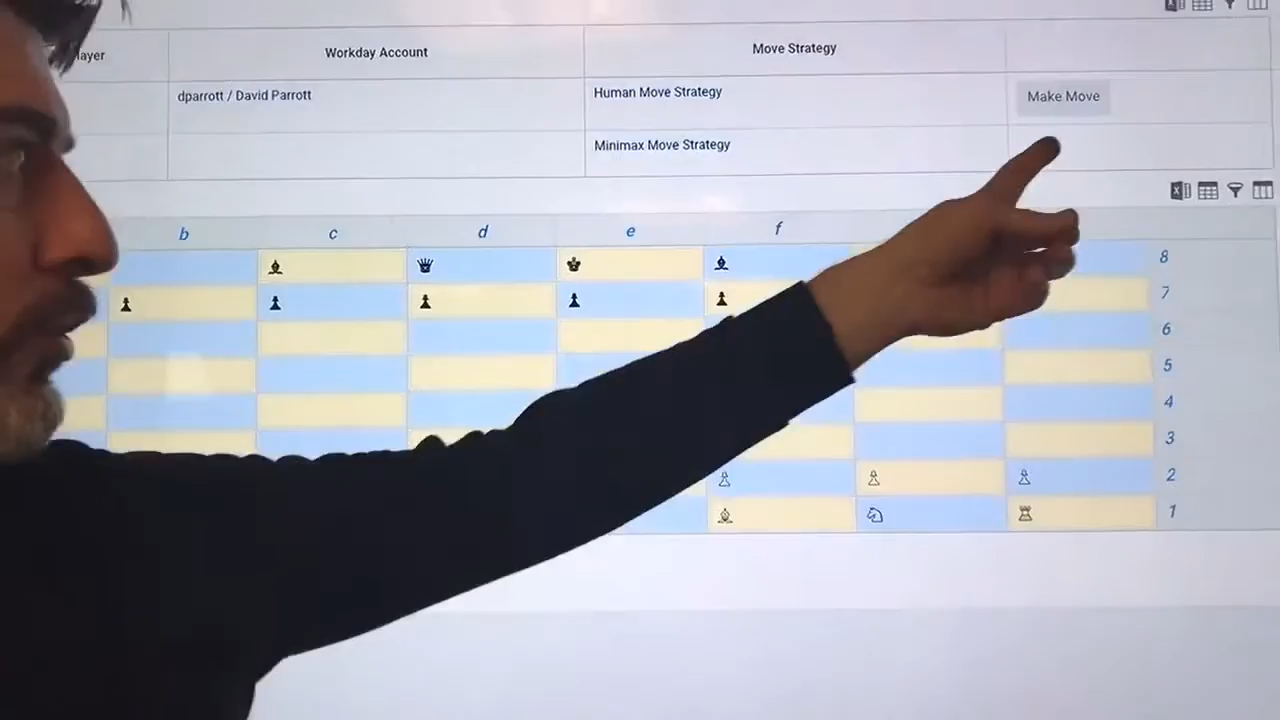 layer Workday Account Move Strategy
dparrott / David Parrott Human Move Strategy Make Move
Minimax Move Strategy
b c d e f
8
7
6
5
4
3
2
1